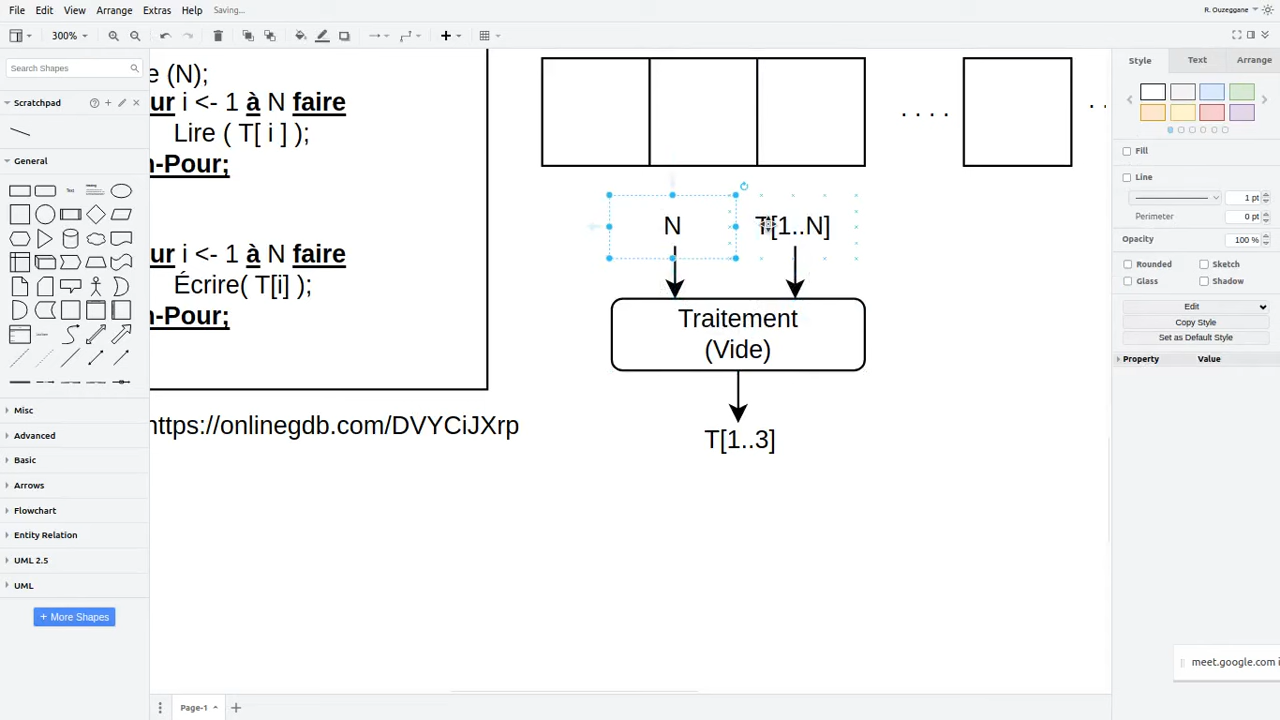 File Edit View Arrange Extras Help Saving...
R. Ouzeggane
300%
Search Shapes
Scratchpad
General
Text
Misc
Advanced
Basic
Arrows
Flowchart
Entity Relation
UML 2.5
UML
+ More Shapes
e (N);
ur i <- 1 à N faire
Lire ( T[ i ] );
n-Pour;
ur i <- 1 à N faire
Écrire( T[i] );
n-Pour;
https://onlinegdb.com/DVYCiJXrp
. . . .
. .
N
T[1..N]
Traitement
(Vide)
T[1..3]
Style Text Arrange
Fill
Line
1 pt
Perimeter 0 pt
Opacity 100 %
Rounded Sketch
Glass Shadow
Edit
Copy Style
Set as Default Style
Property Value
meet.google.com i
Page-1